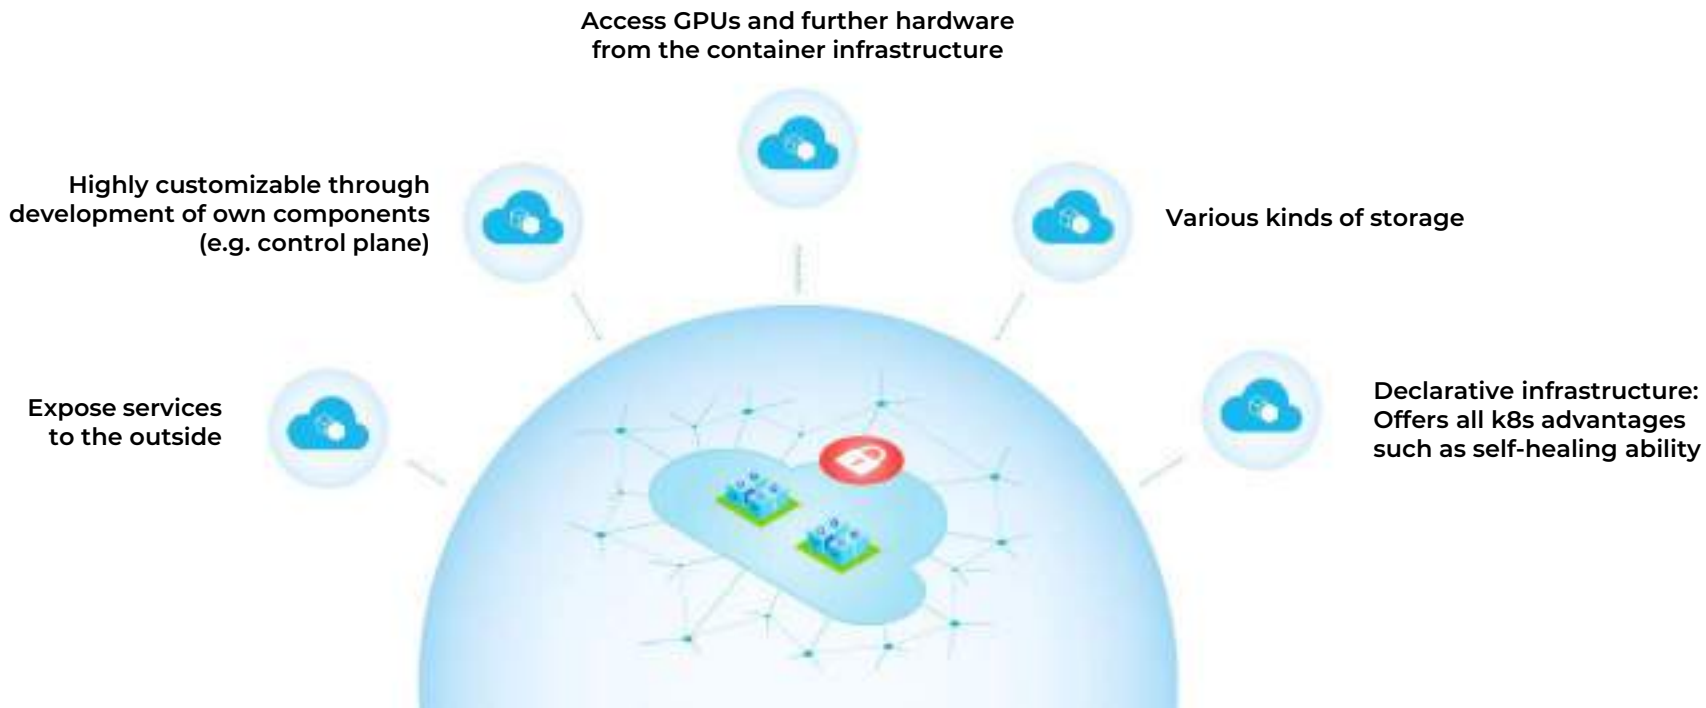 Access GPUs and further hardware
from the container infrastructure
Highly customizable through
development of own components
(e.g. control plane)
Various kinds of storage
Expose services
to the outside
Declarative infrastructure:
Offers all k8s advantages
such as self-healing ability